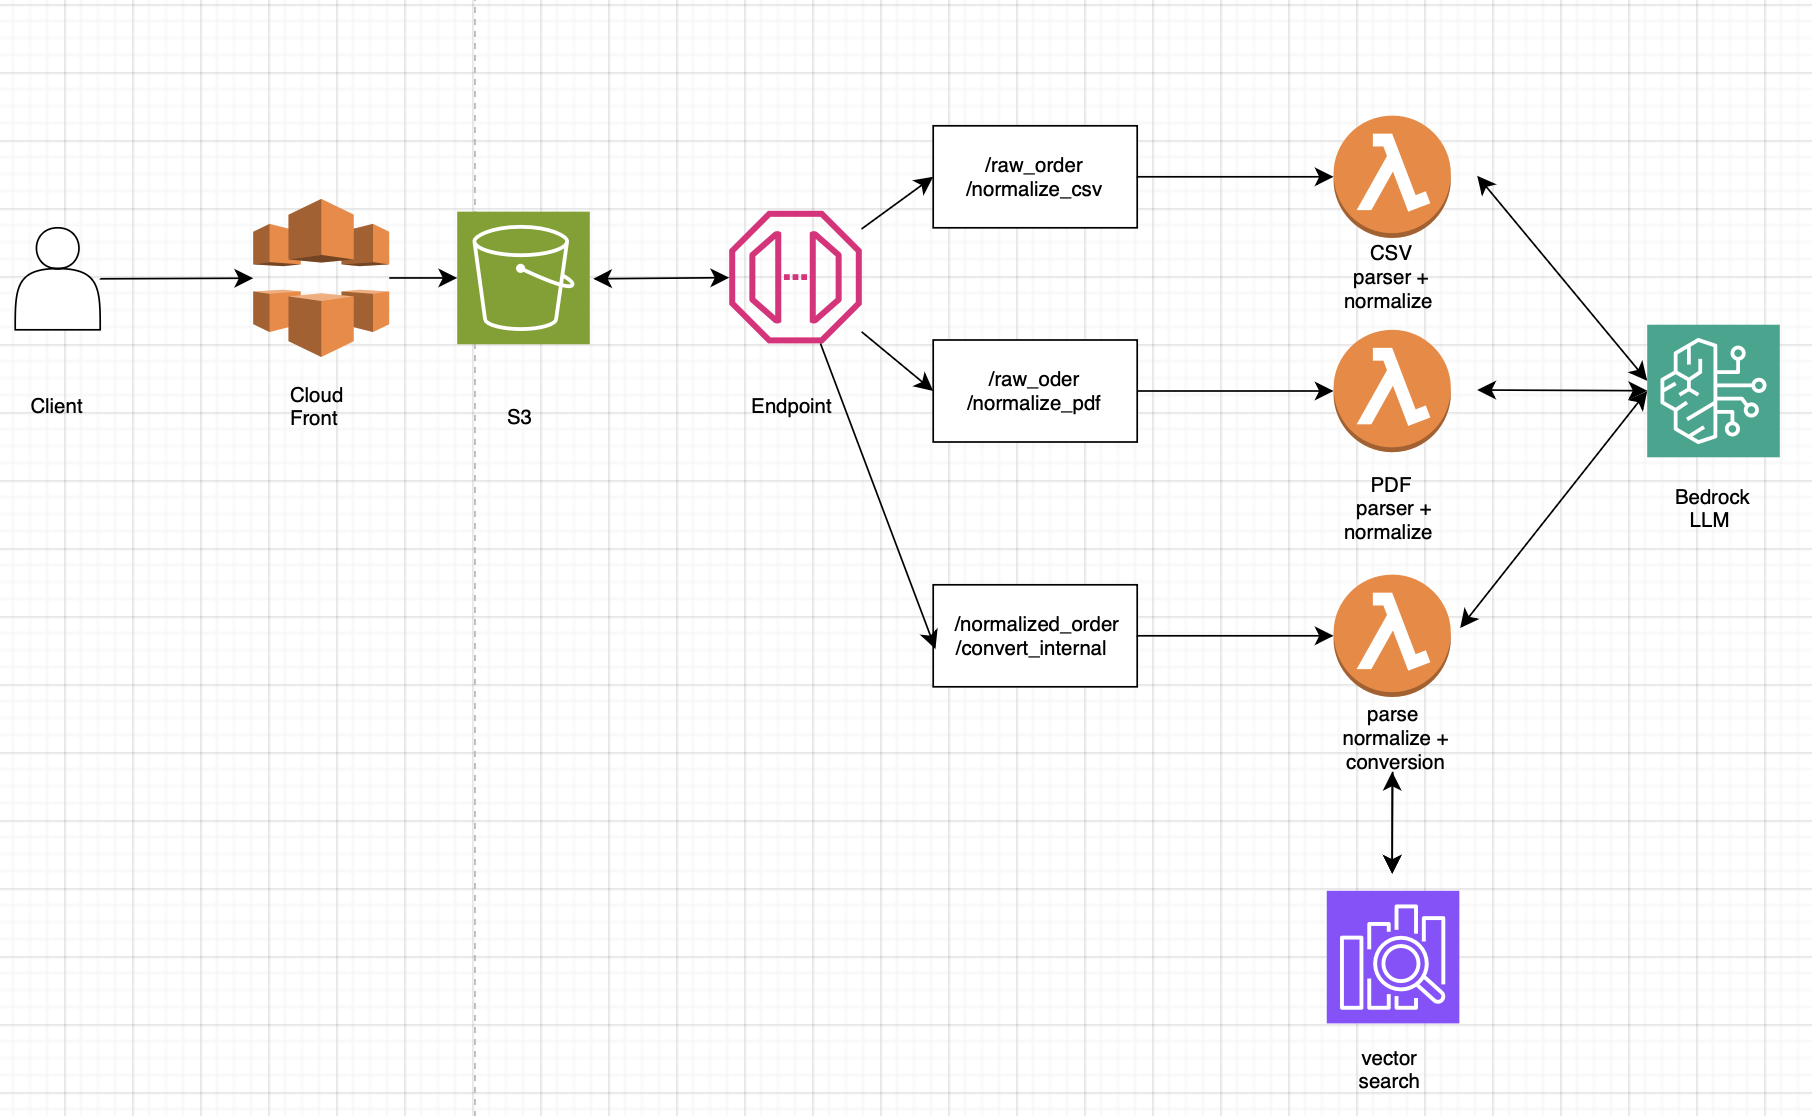 Client
Cloud
Front
S3
Endpoint
/raw_order
/normalize_csv
/raw_oder
/normalize_pdf
/normalized_order
/convert_internal
CSV
parser +
normalize
PDF
parser +
normalize
parse
normalize +
conversion
Bedrock
LLM
vector
search